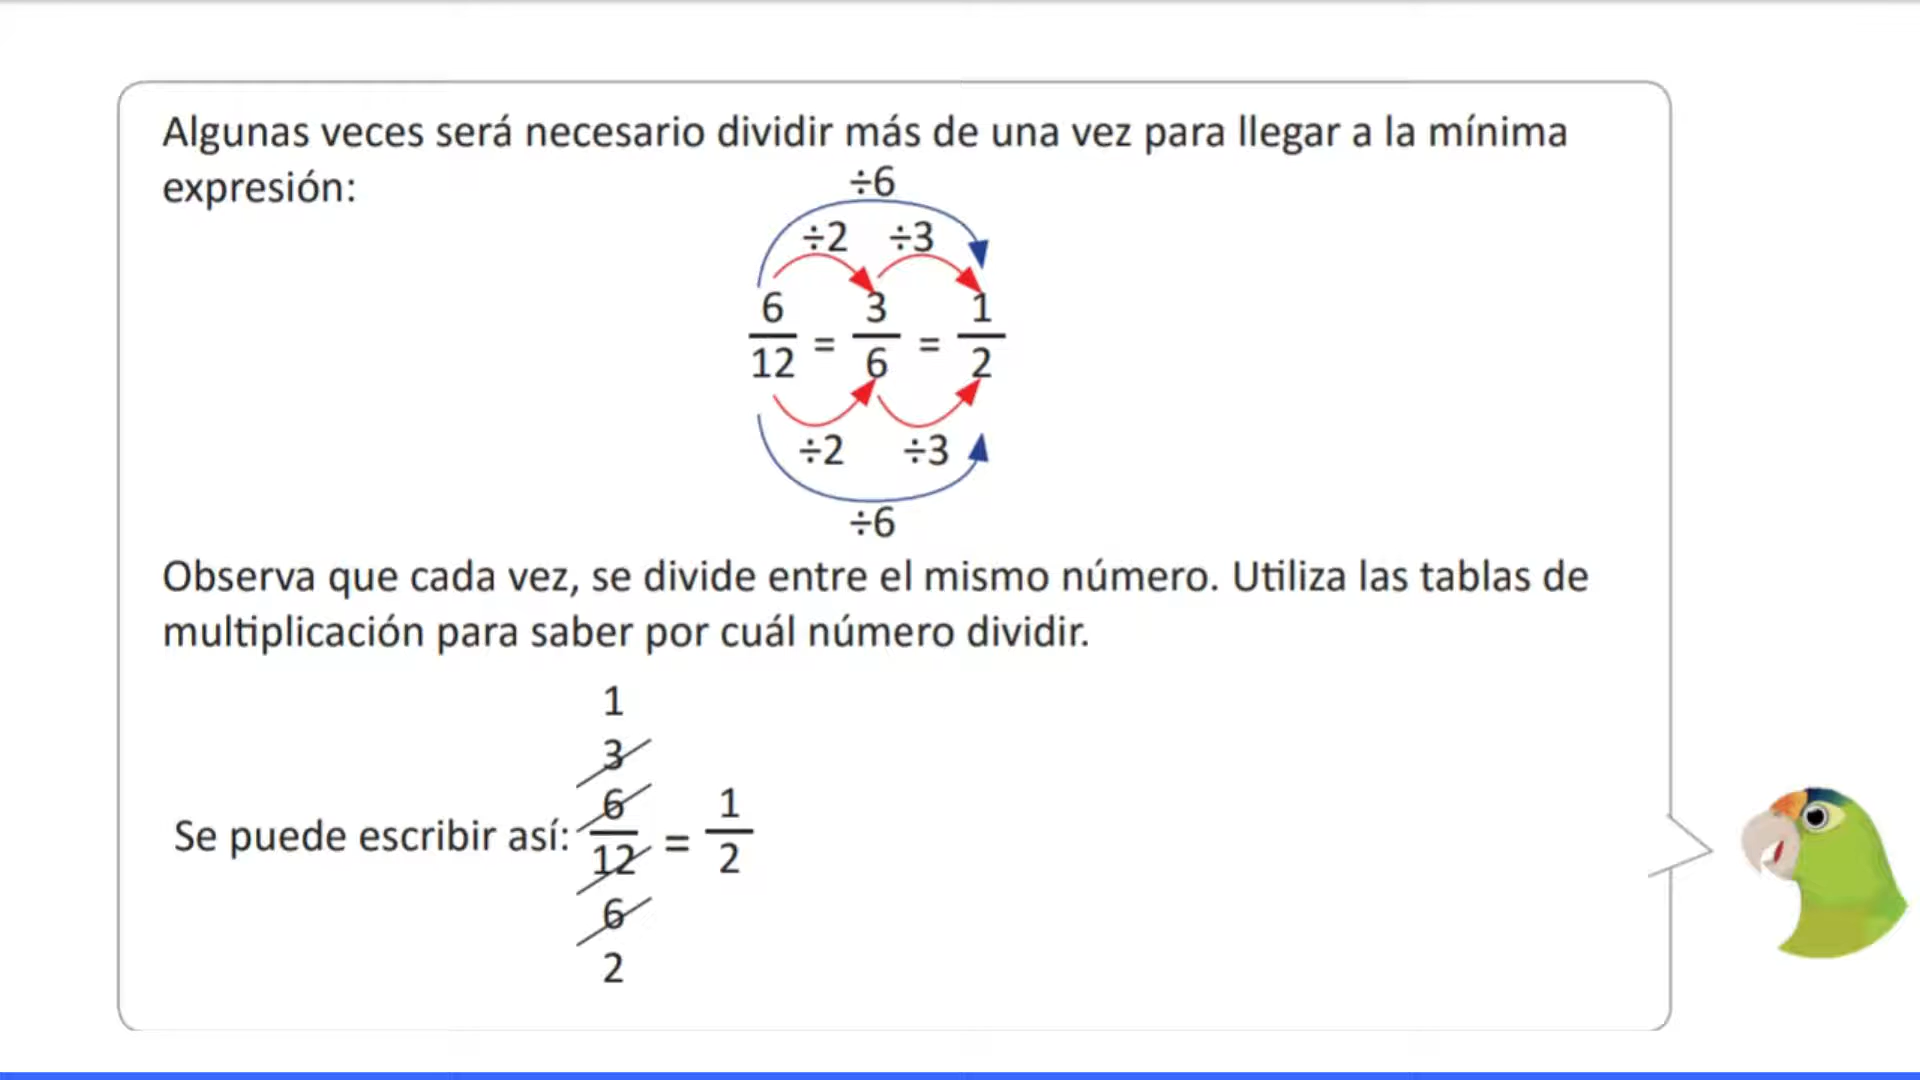 Algunas veces será necesario dividir más de una vez para llegar a la mínima
expresión:
÷6
÷2 ÷3
6 3 1
= =
12 6 2
÷2 ÷3
÷6
Observa que cada vez, se divide entre el mismo número. Utiliza las tablas de
multiplicación para saber por cuál número dividir.
1
3
6 1
Se puede escribir así: =
12 2
6
2